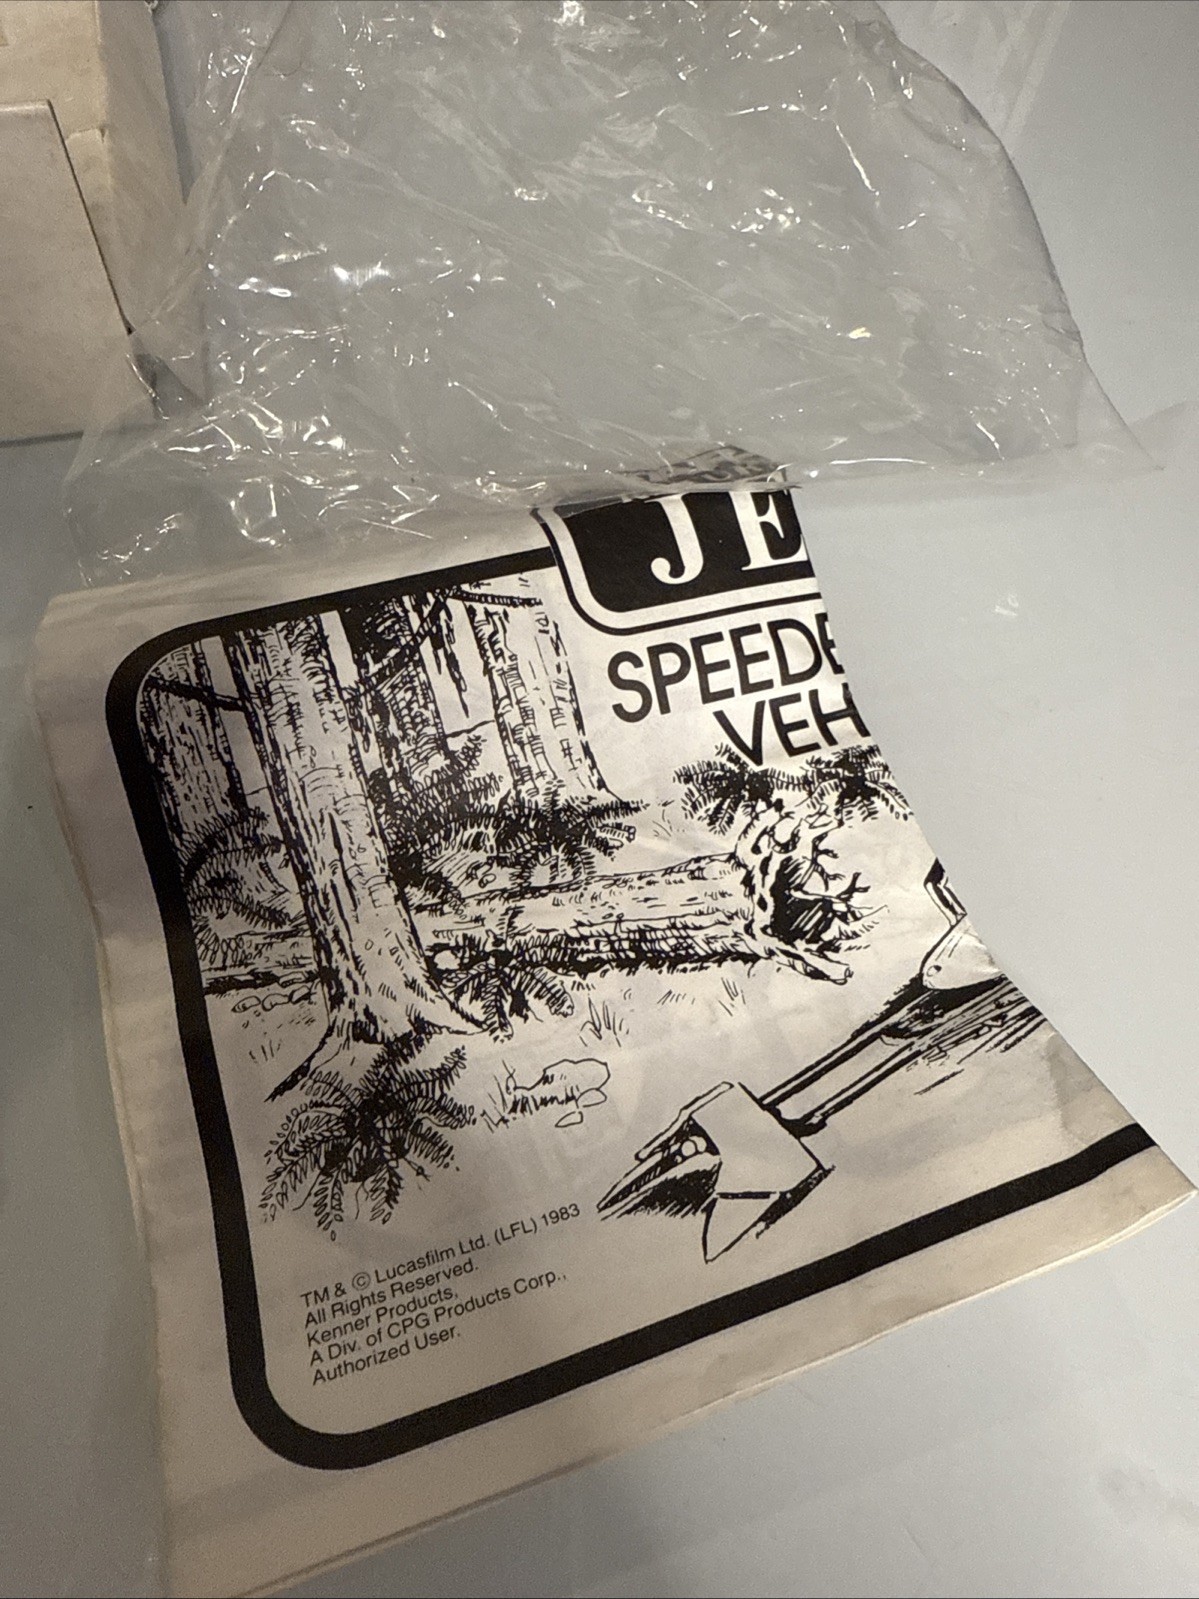 JE
SPEEDE
VEH
TM & © Lucasfilm Ltd. (LFL) 1983
All Rights Reserved.
Kenner Products,
A Div. of CPG Products Corp.,
Authorized User.